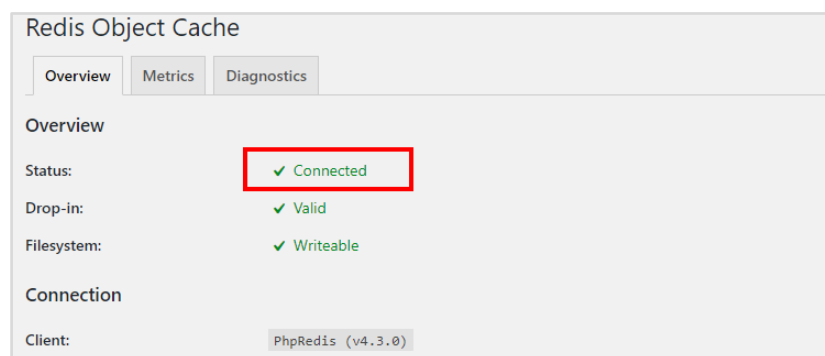 Redis Object Cache
Overview Metrics Diagnostics
Overview
Status: ✔ Connected
Drop-in: ✔ Valid
Filesystem: ✔ Writeable
Connection
Client: PhpRedis (v4.3.0)